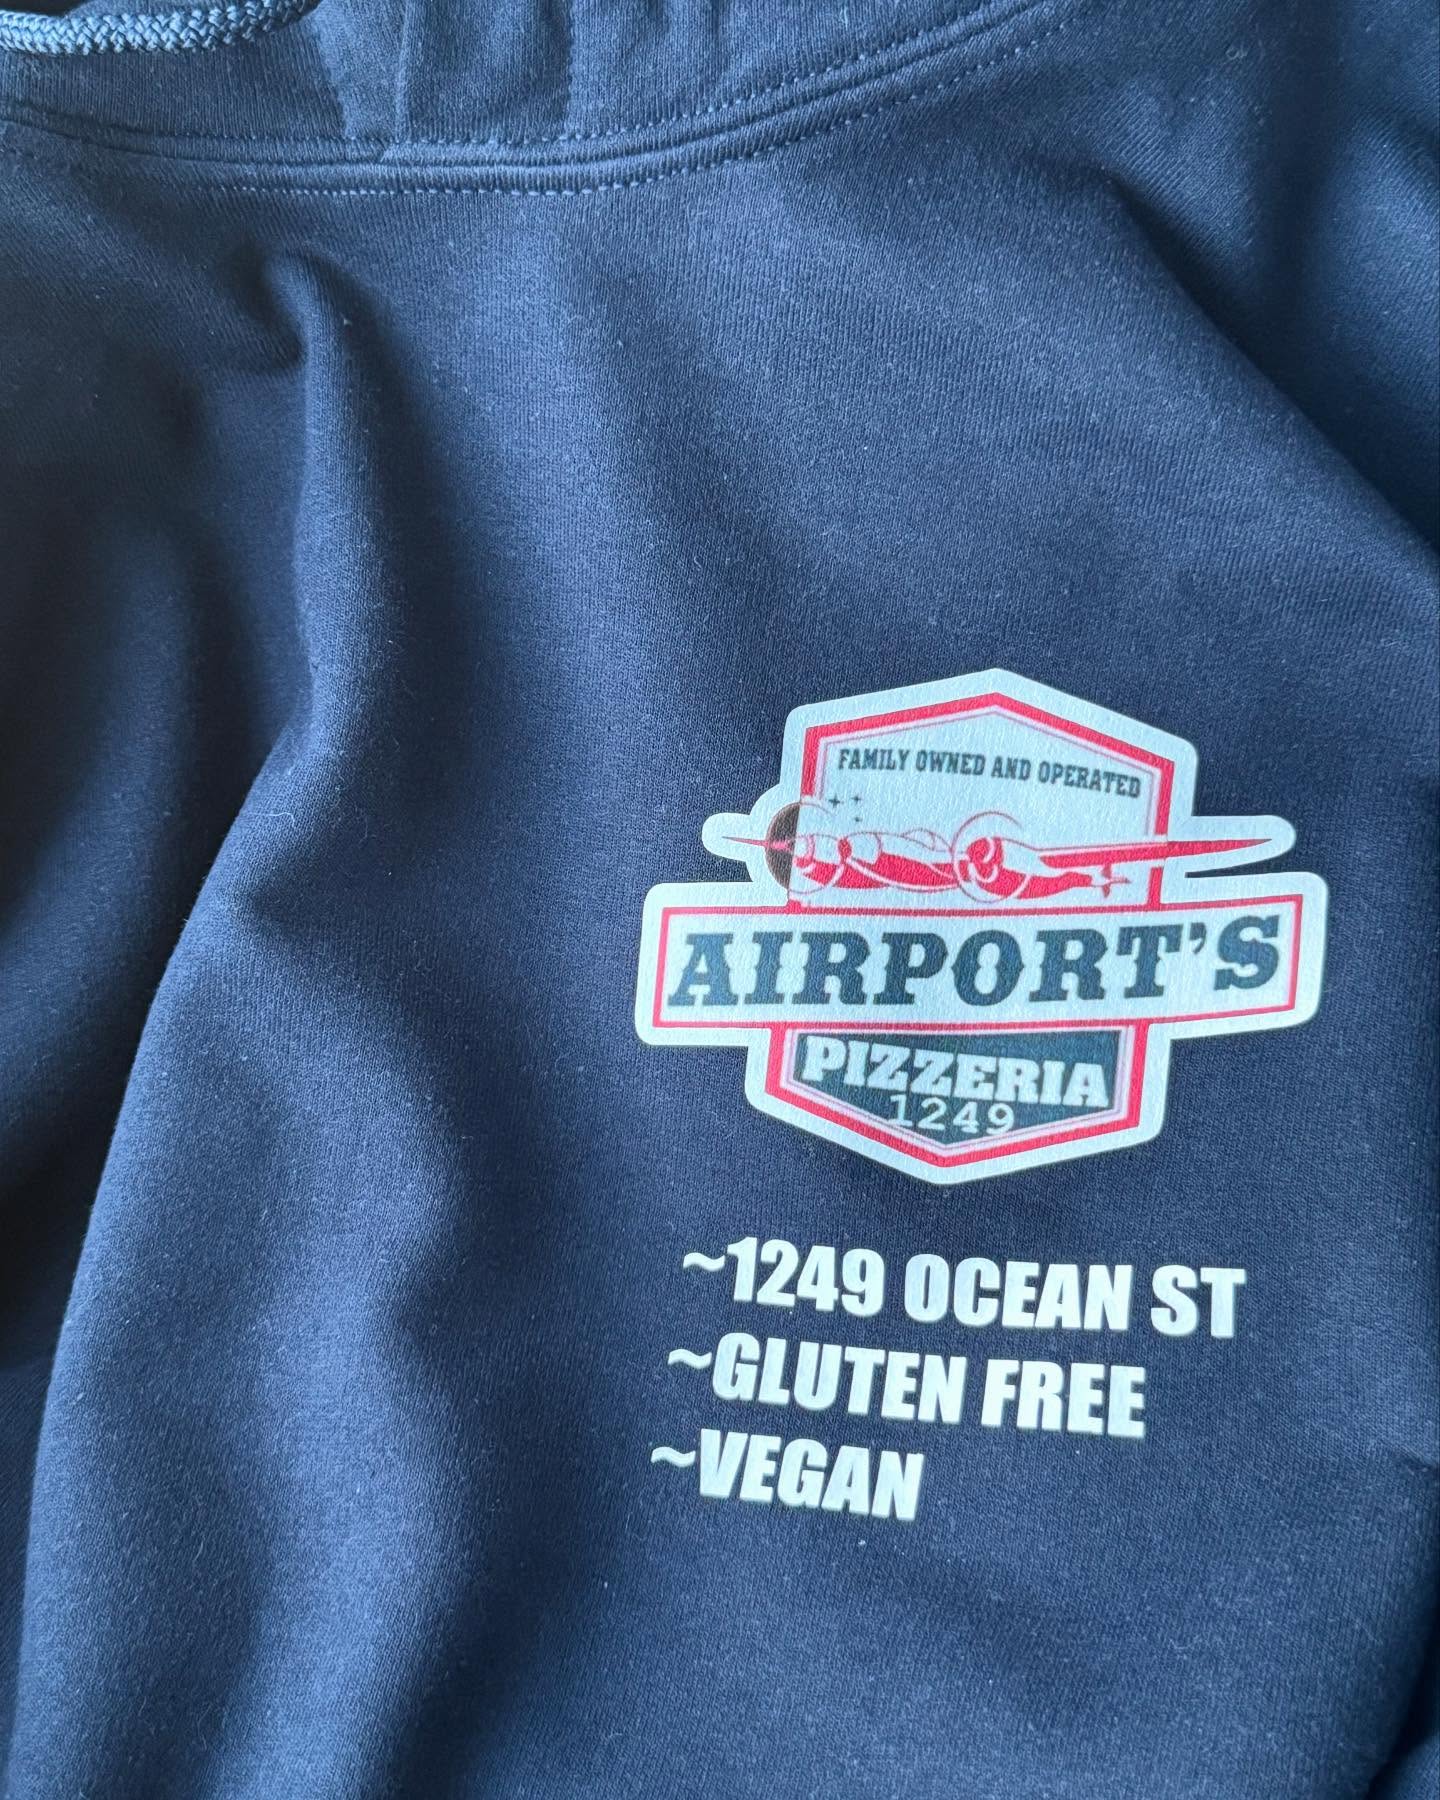 FAMILY OWNED AND OPERATED
AIRPORT'S
PIZZERIA
1249
~1249 OCEAN ST
~GLUTEN FREE
~VEGAN